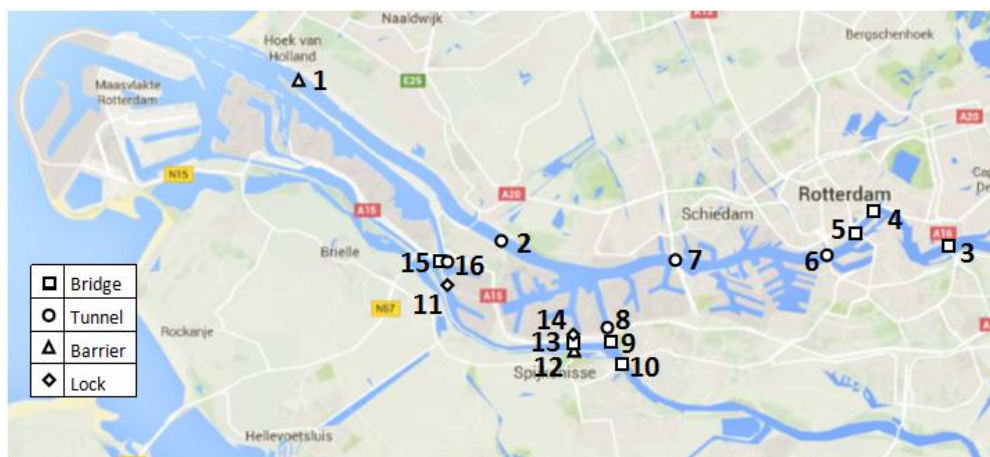 Naaldwijk
A13
Hoek van
Holland
Bergschenhoek
1
E25
Maasvlakte
Rotterdam
A20
N15
A20
Rotterdam
Schiedam
4
A15
5
A16
2
Brielle
7
6
3
15
16
11
A15
N57
Bridge
Tunnel
Barrier
Lock
14
8
13
9
Rockanje
12
10
Hellevoetsluis